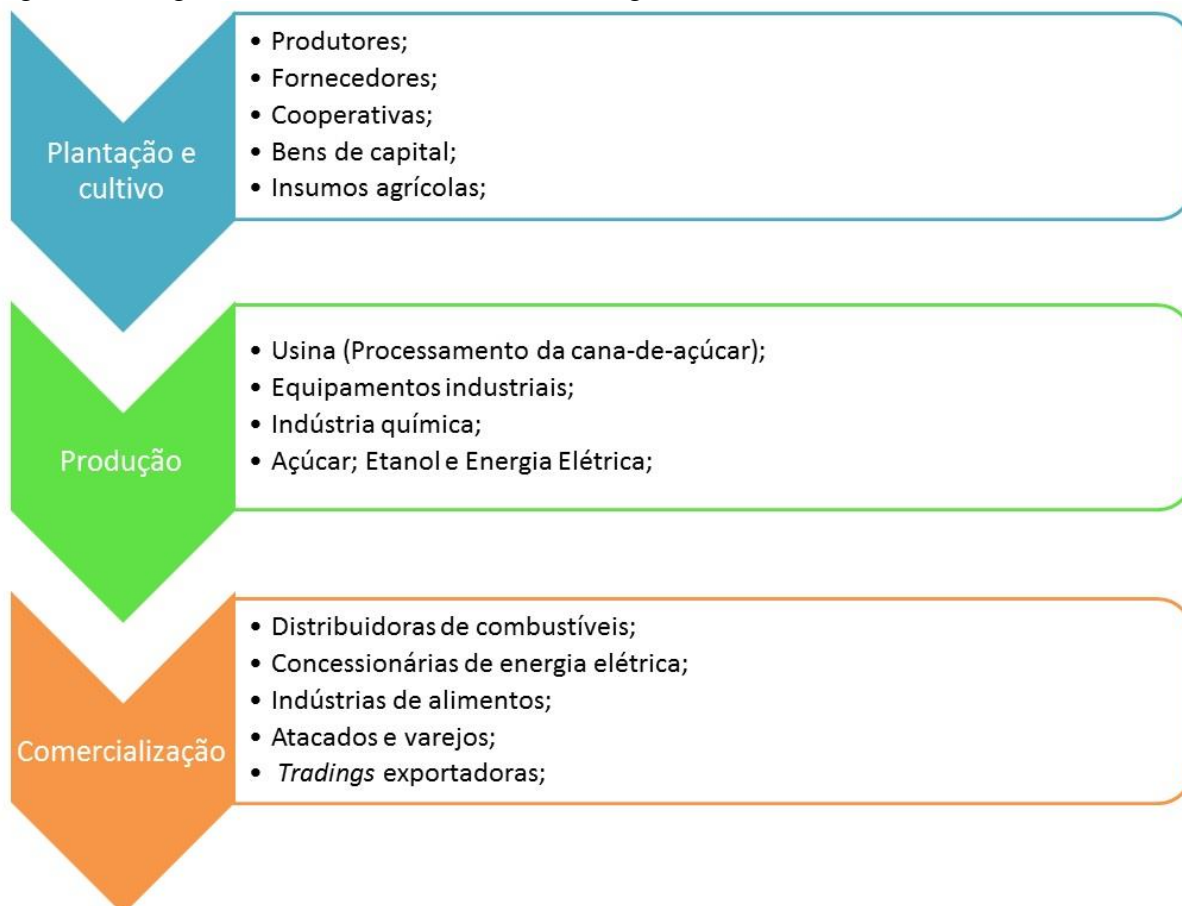 Plantação e
cultivo
• Produtores;
• Fornecedores;
• Cooperativas;
• Bens de capital;
• Insumos agrícolas;
Produção
• Usina (Processamento da cana-de-açúcar);
• Equipamentos industriais;
• Indústria química;
• Açúcar; Etanol e Energia Elétrica;
Comercialização
• Distribuidoras de combustíveis;
• Concessionárias de energia elétrica;
• Indústrias de alimentos;
• Atacados e varejos;
• Tradings exportadoras;